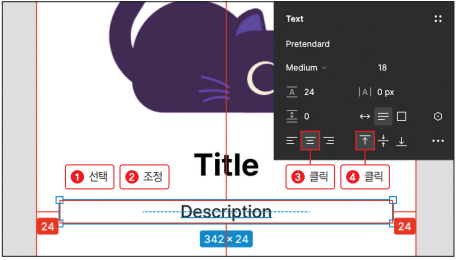 Text
Pretendard
Medium
18
A 24
|A| 0 px
0
Title
1 선택
2 조정
3 클릭
4 클릭
Description
24
24
342 × 24